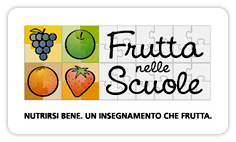 Frutta
nelle
Scuole
NUTRIRSI BENE. UN INSEGNAMENTO CHE FRUTTA.